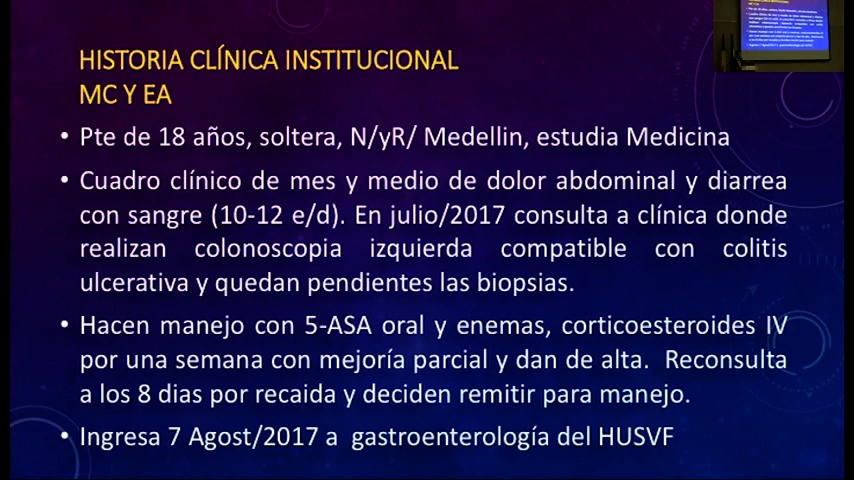 HISTORIA CLÍNICA INSTITUCIONAL
MC Y EA
• Pte de 18 años, soltera, N/yR/ Medellin, estudia Medicina
• Cuadro clínico de mes y medio de dolor abdominal y diarrea
con sangre (10-12 e/d). En julio/2017 consulta a clínica donde
realizan colonoscopia izquierda compatible con colitis
ulcerativa y quedan pendientes las biopsias.
• Hacen manejo con 5-ASA oral y enemas, corticoesteroides IV
por una semana con mejoría parcial y dan de alta. Reconsulta
a los 8 dias por recaida y deciden remitir para manejo.
• Ingresa 7 Agost/2017 a gastroenterología del HUSVF